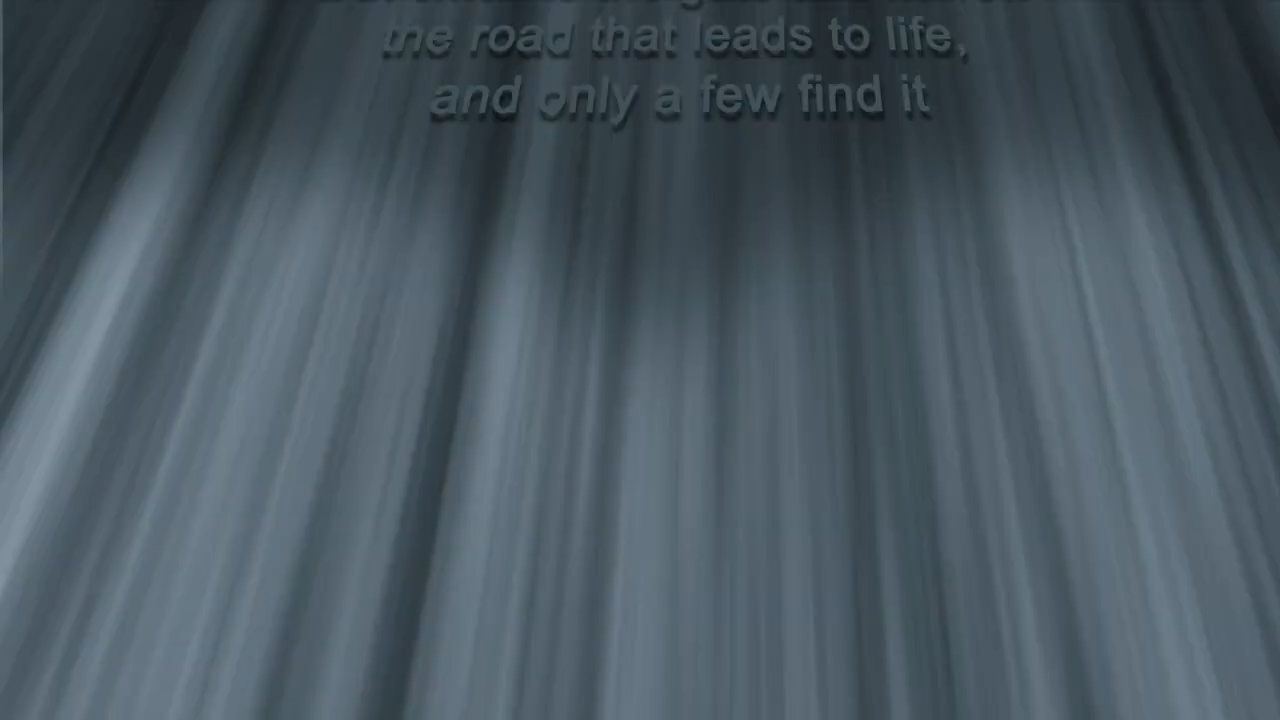 the road that leads to life,
and only a few find it